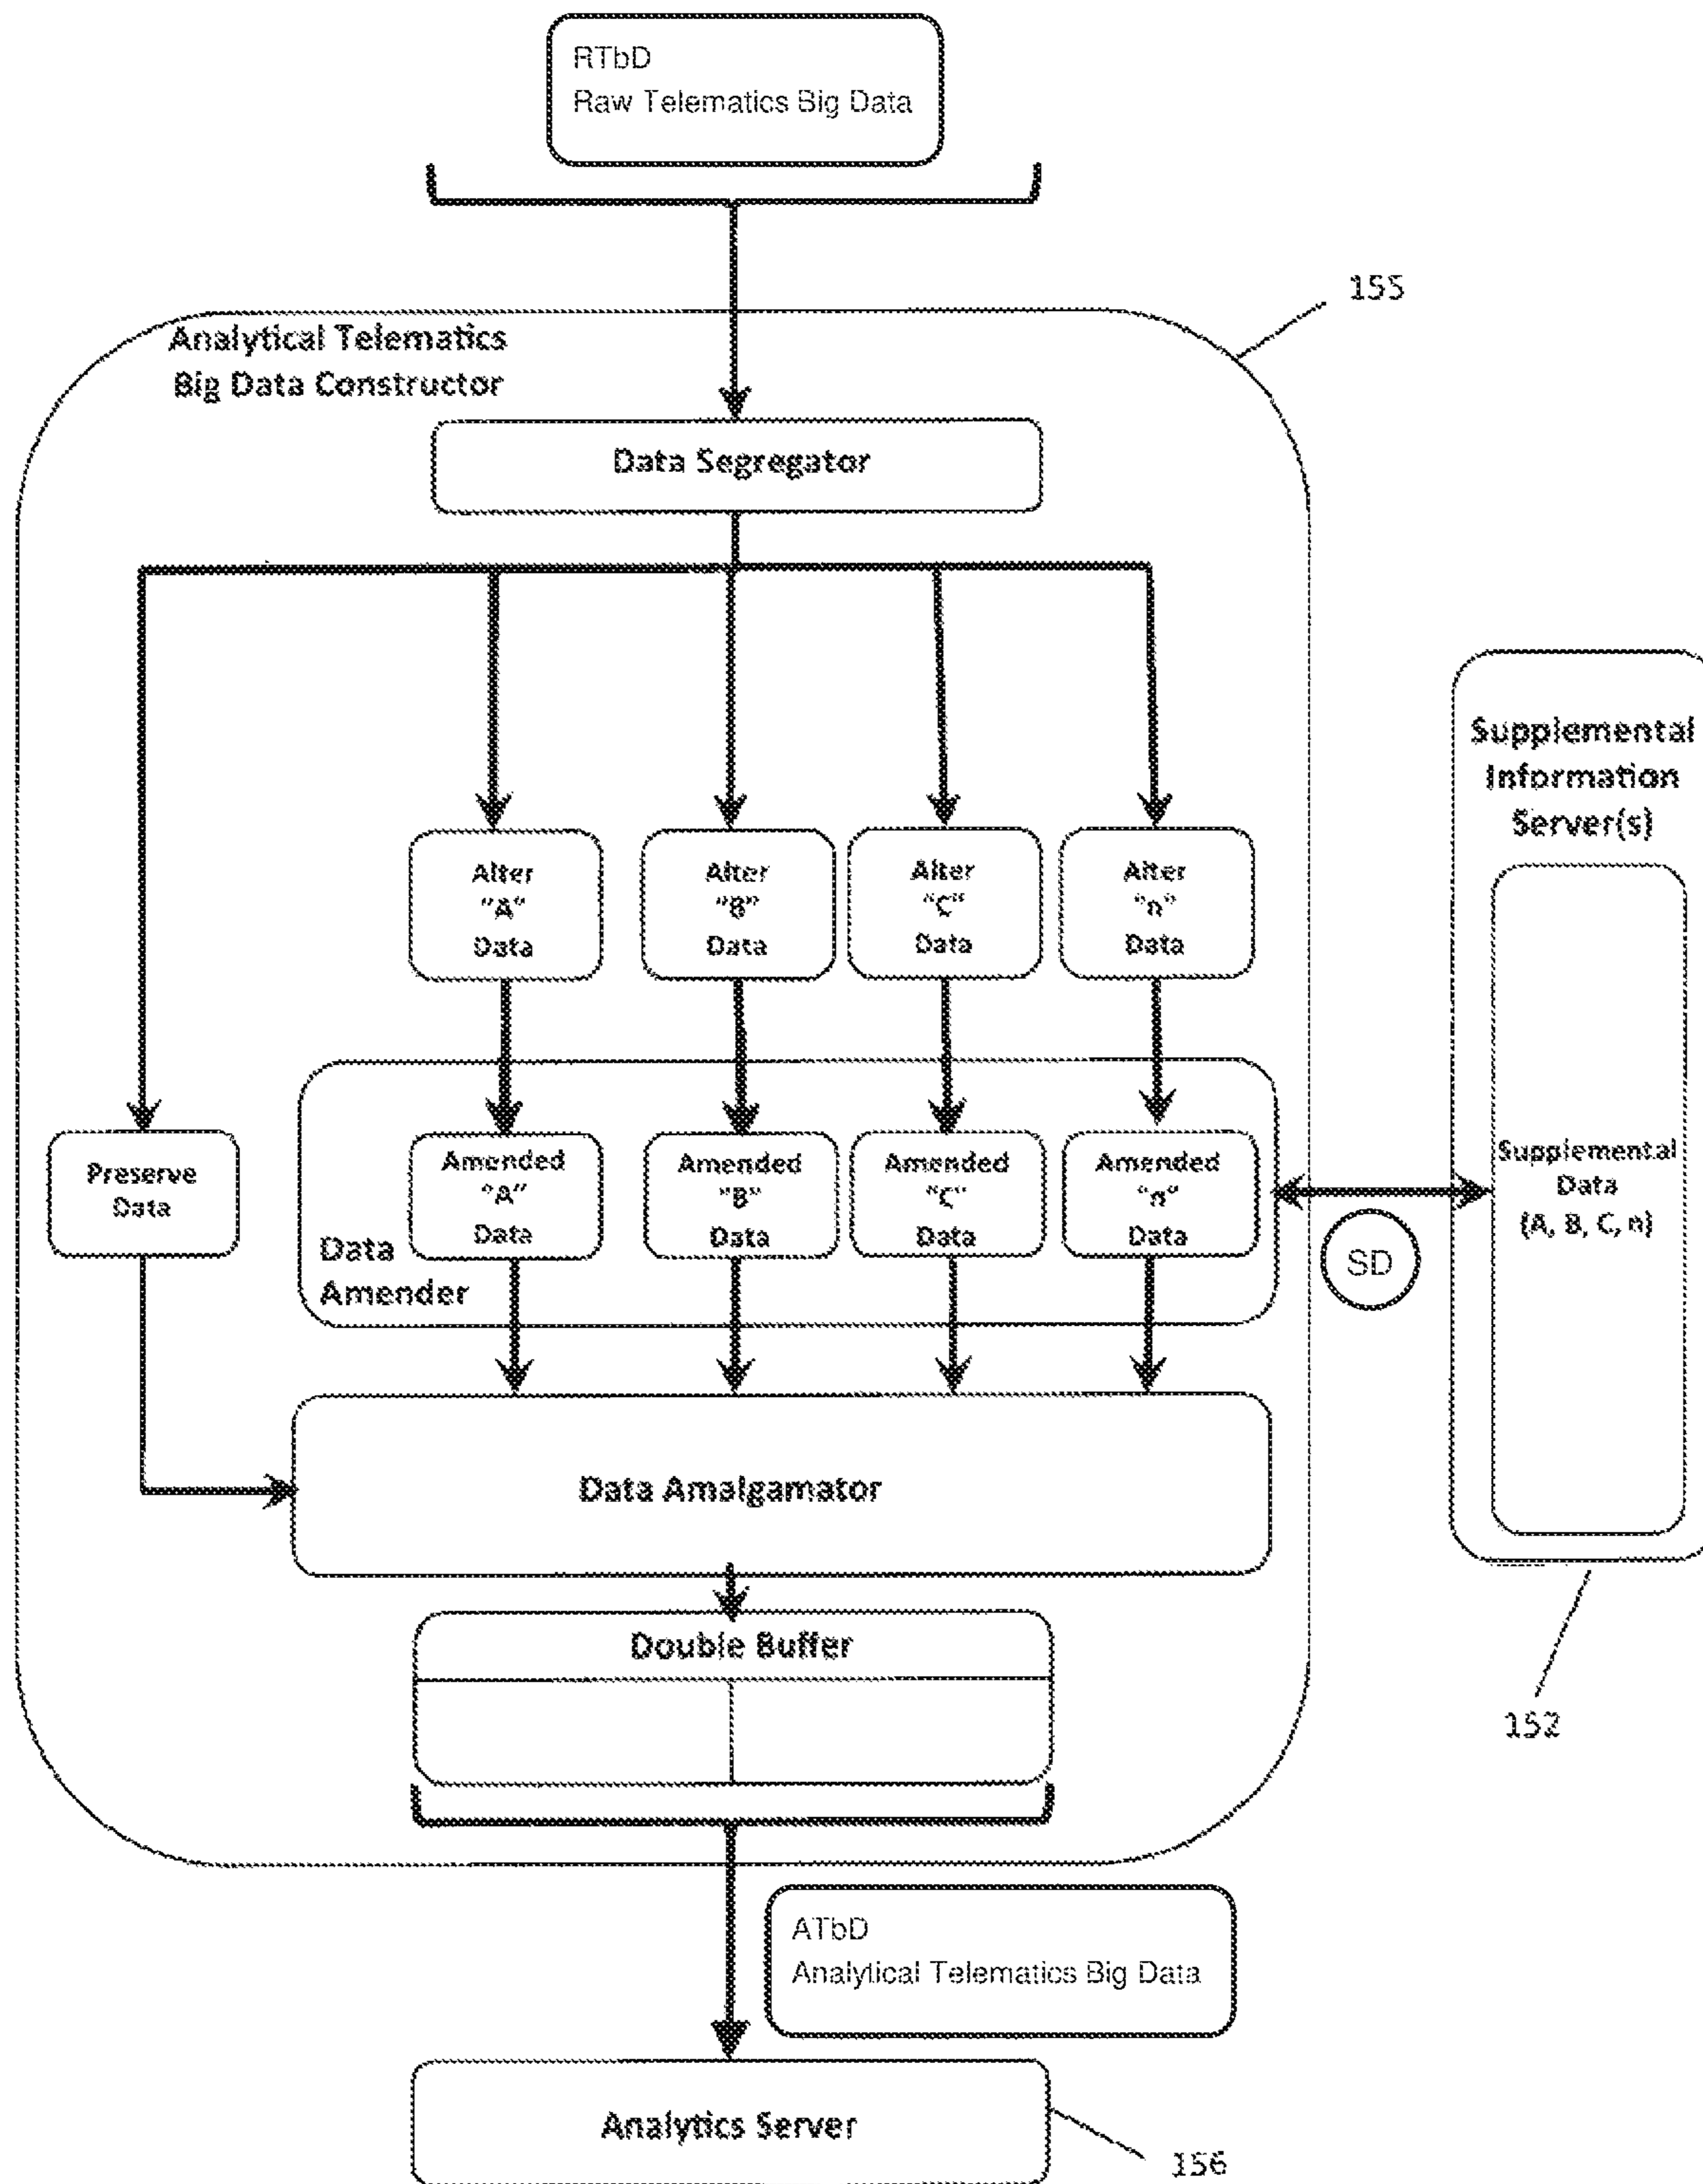 RTbD
Raw Telematics Big Data
155
Analytical Telematics
Big Data Constructor
Data Segregator
Supplemental
Information
Server(s)
Alter
"A"
Data
Alter
"B"
Data
Alter
"C"
Data
Alter
"n"
Data
Preserve
Data
Amended
"A"
Data
Amended
"B"
Data
Amended
"C"
Data
Amended
"n"
Data
Data
Amender
SD
Supplemental
Data
(A, B, C, n)
Data Amalgamator
Double Buffer
152
ATbD
Analytical Telematics Big Data
Analytics Server
156